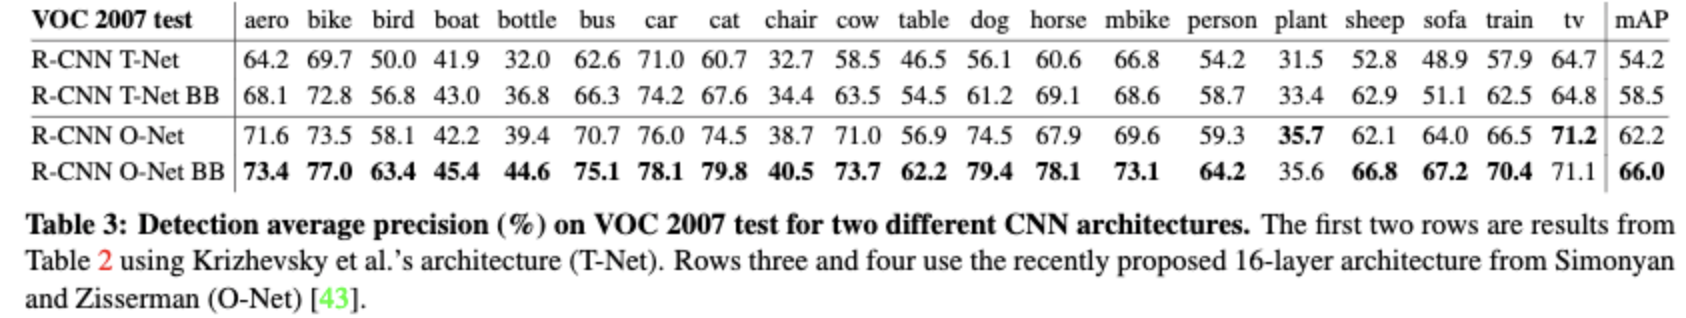 VOC 2007 test aero bike bird boat bottle bus car cat chair cow table dog horse mbike person plant sheep sofa train tv mAP
R-CNN T-Net 64.2 69.7 50.0 41.9 32.0 62.6 71.0 60.7 32.7 58.5 46.5 56.1 60.6 66.8 54.2 31.5 52.8 48.9 57.9 64.7 54.2
R-CNN T-Net BB 68.1 72.8 56.8 43.0 36.8 66.3 74.2 67.6 34.4 63.5 54.5 61.2 69.1 68.6 58.7 33.4 62.9 51.1 62.5 64.8 58.5
R-CNN O-Net 71.6 73.5 58.1 42.2 39.4 70.7 76.0 74.5 38.7 71.0 56.9 74.5 67.9 69.6 59.3 35.7 62.1 64.0 66.5 71.2 62.2
R-CNN O-Net BB 73.4 77.0 63.4 45.4 44.6 75.1 78.1 79.8 40.5 73.7 62.2 79.4 78.1 73.1 64.2 35.6 66.8 67.2 70.4 71.1 66.0
Table 3: Detection average precision (%) on VOC 2007 test for two different CNN architectures. The first two rows are results from
Table 2 using Krizhevsky et al.'s architecture (T-Net). Rows three and four use the recently proposed 16-layer architecture from Simonyan
and Zisserman (O-Net) [43].